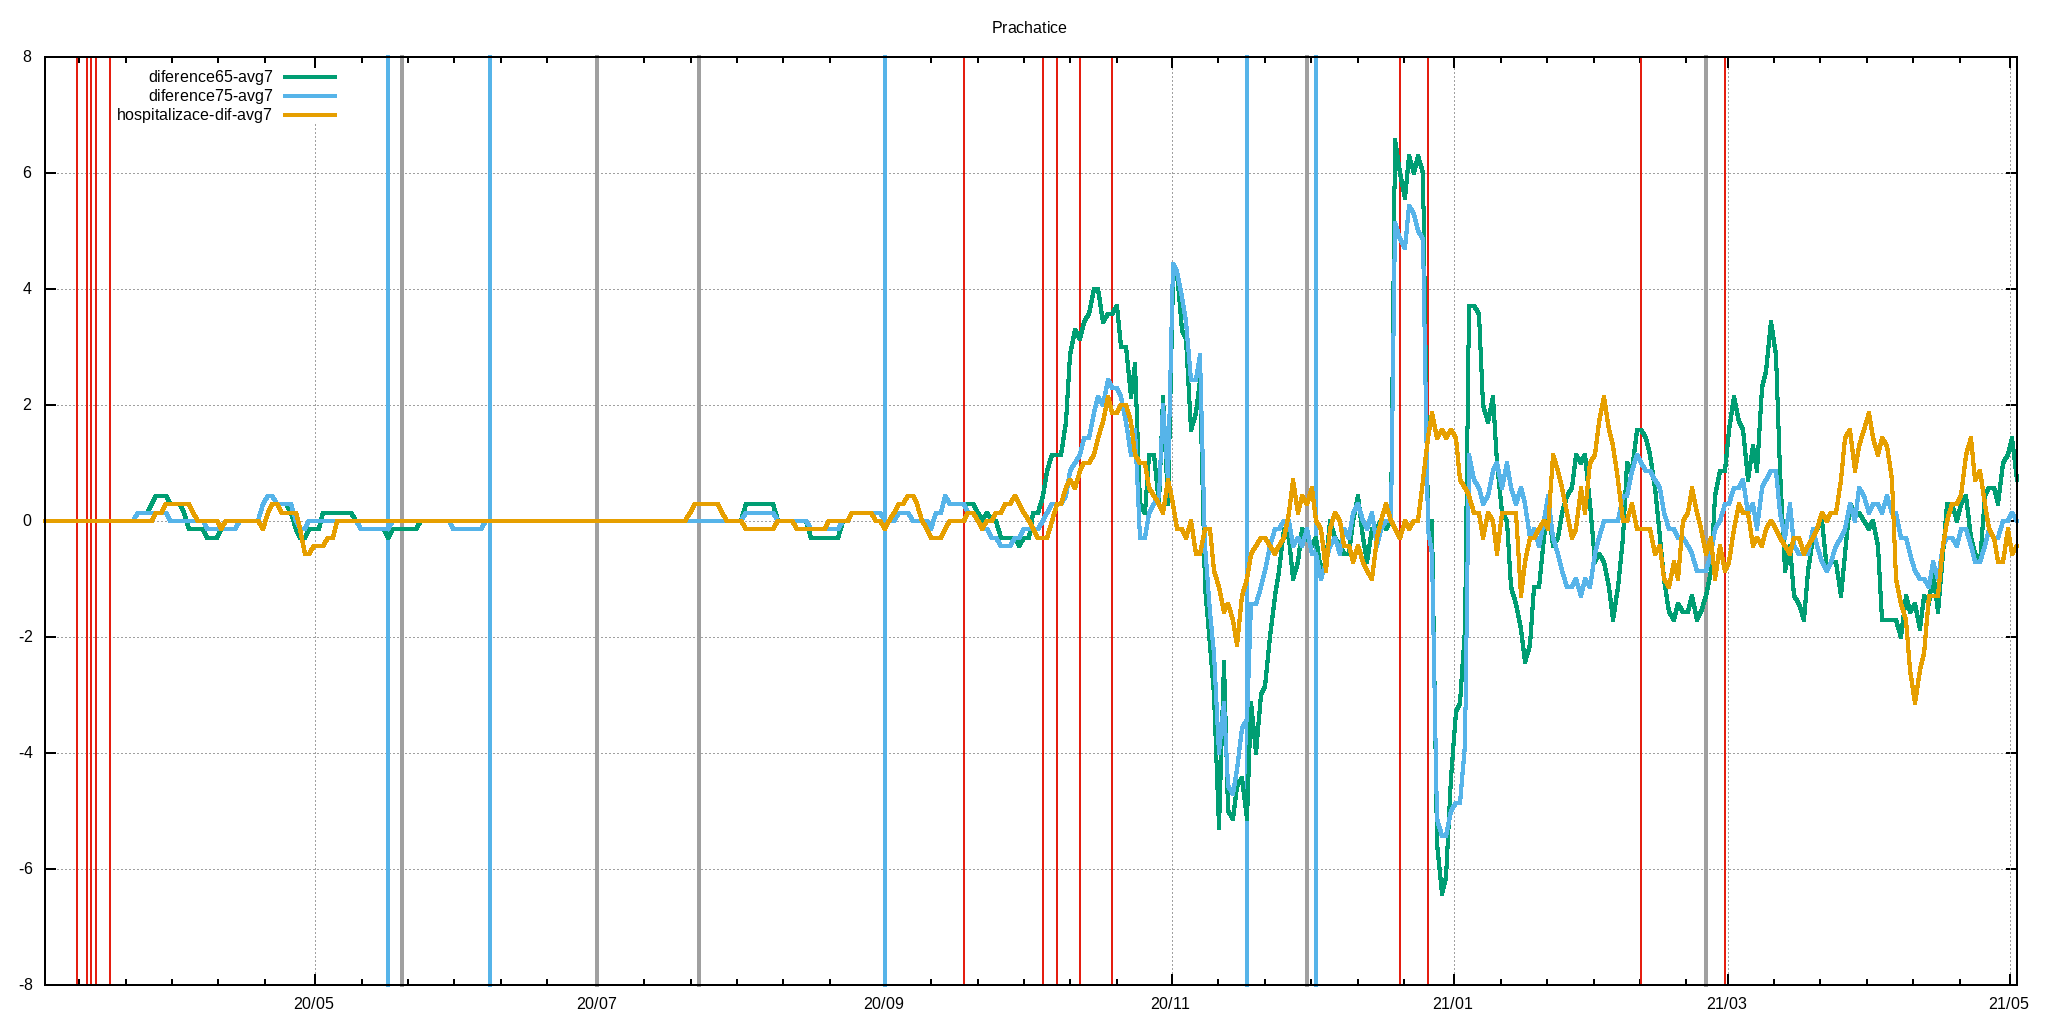 Prachatice
diference65-avg7
diference75-avg7
hospitalizace-dif-avg7
8
6
4
2
0
-2
-4
-6
-8
20/05 20/07 20/09 20/11 21/01 21/03 21/05